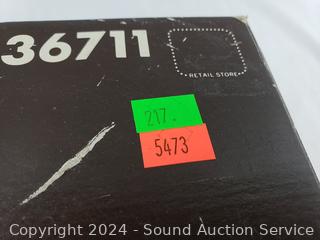 36711
RETAIL STORE
217.
5473
Copyright 2024 - Sound Auction Service